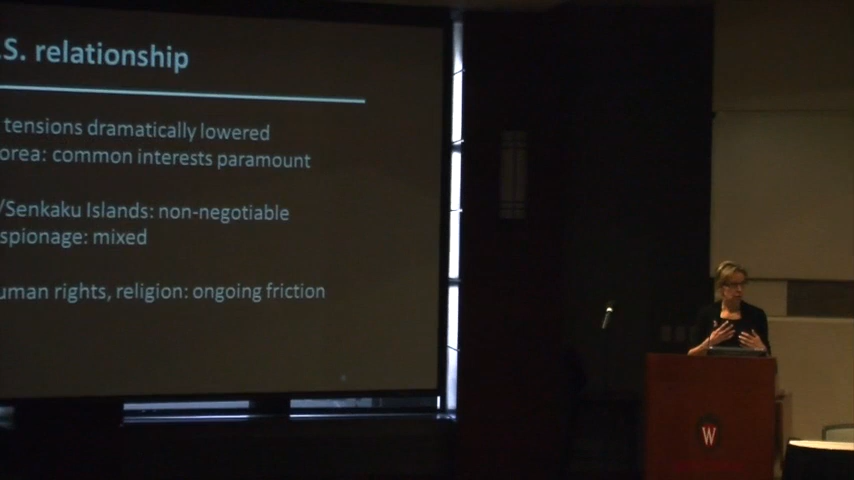 .S. relationship
tensions dramatically lowered
orea: common interests paramount
/Senkaku Islands: non-negotiable
spionage: mixed
uman rights, religion: ongoing friction
W